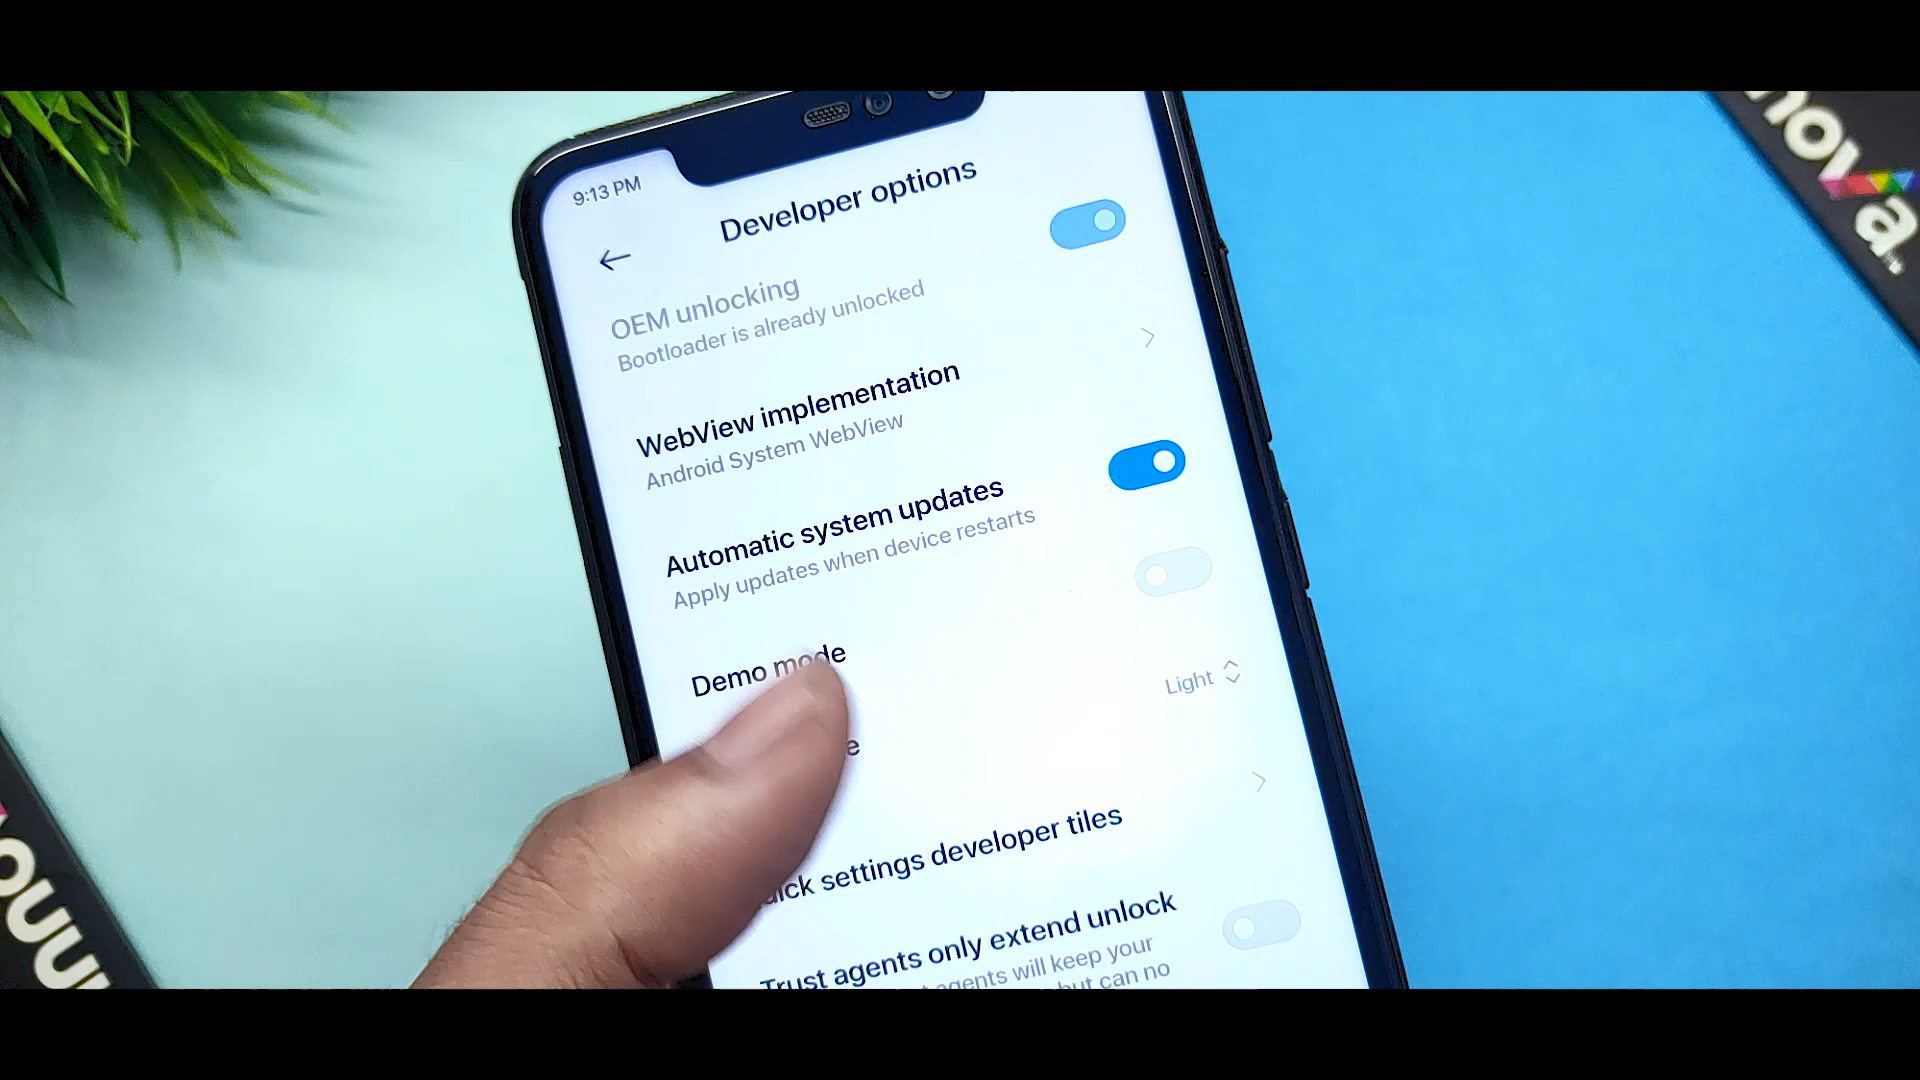 nova
9:13 PM
Developer options
OEM unlocking
Bootloader is already unlocked
WebView implementation
Android System WebView
Automatic system updates
Apply updates when device restarts
Demo mode
Light
settings developer tiles
Trust agents only extend unlock
agents will keep your
but can no